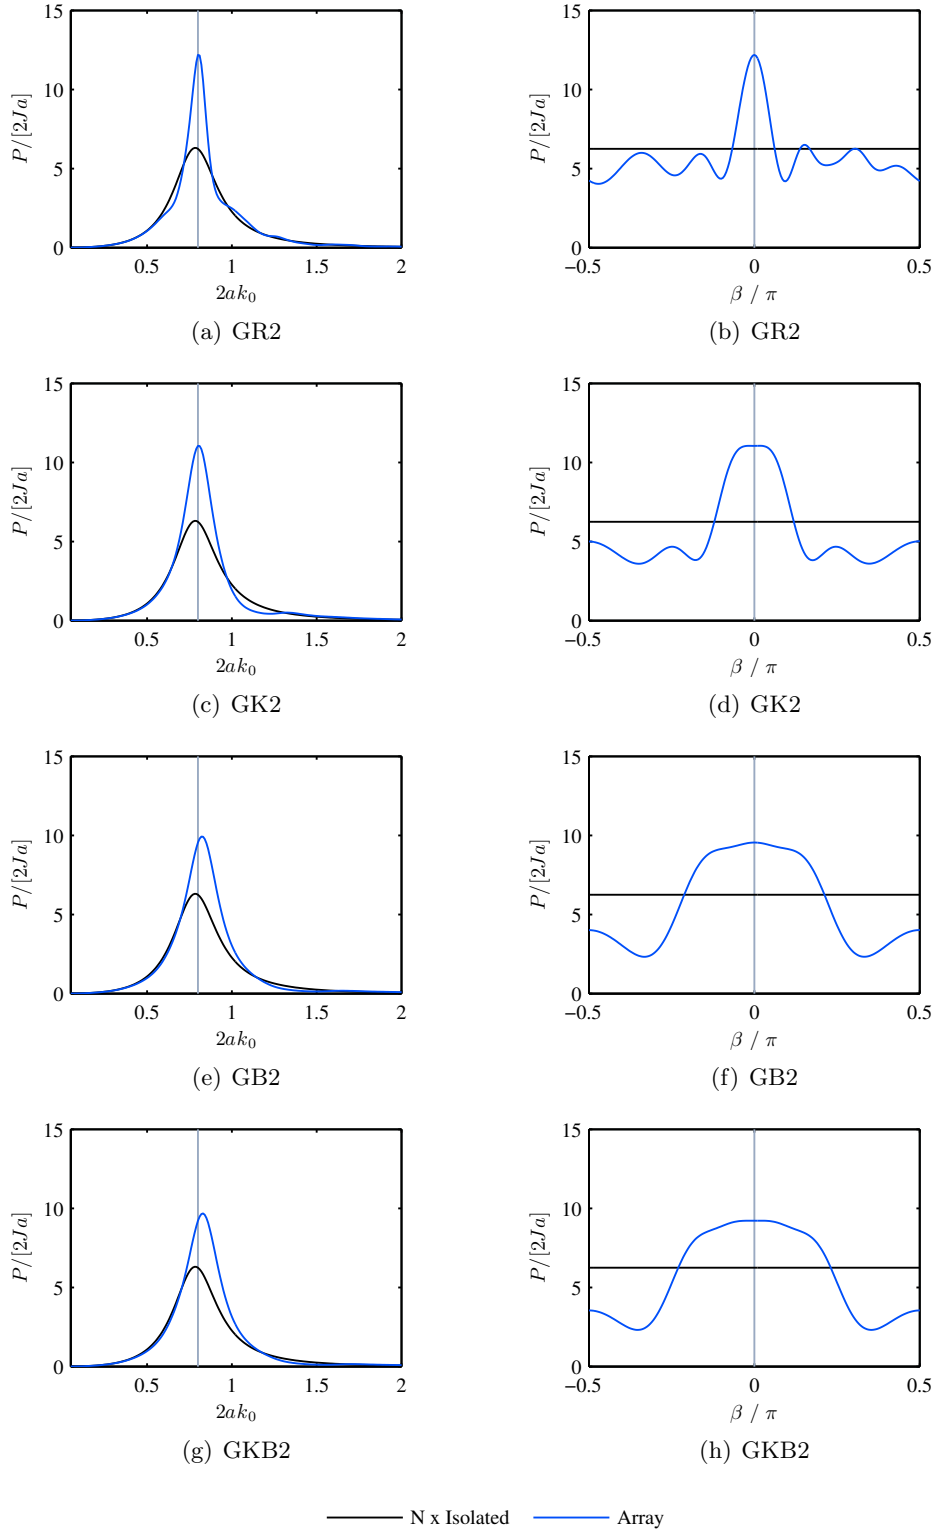 15
10
5
0
P/[2Ja]
0.5 1 1.5 2
2ak₀
(a) GR2
15
10
5
0
P/[2Ja]
−0.5 0 0.5
β / π
(b) GR2
15
10
5
0
P/[2Ja]
0.5 1 1.5 2
2ak₀
(c) GK2
15
10
5
0
P/[2Ja]
−0.5 0 0.5
β / π
(d) GK2
15
10
5
0
P/[2Ja]
0.5 1 1.5 2
2ak₀
(e) GB2
15
10
5
0
P/[2Ja]
−0.5 0 0.5
β / π
(f) GB2
15
10
5
0
P/[2Ja]
0.5 1 1.5 2
2ak₀
(g) GKB2
15
10
5
0
P/[2Ja]
−0.5 0 0.5
β / π
(h) GKB2
N x Isolated Array